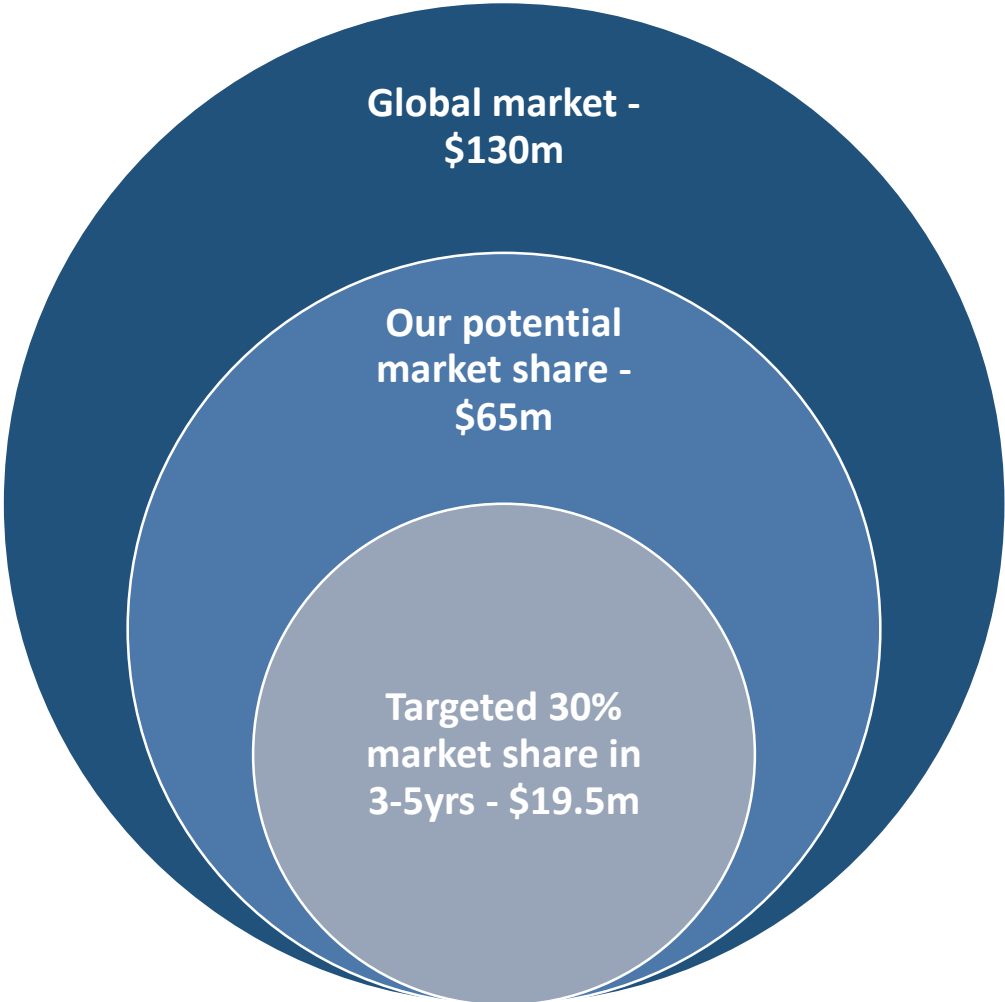 Global market -
$130m
Our potential
market share -
$65m
Targeted 30%
market share in
3-5yrs - $19.5m